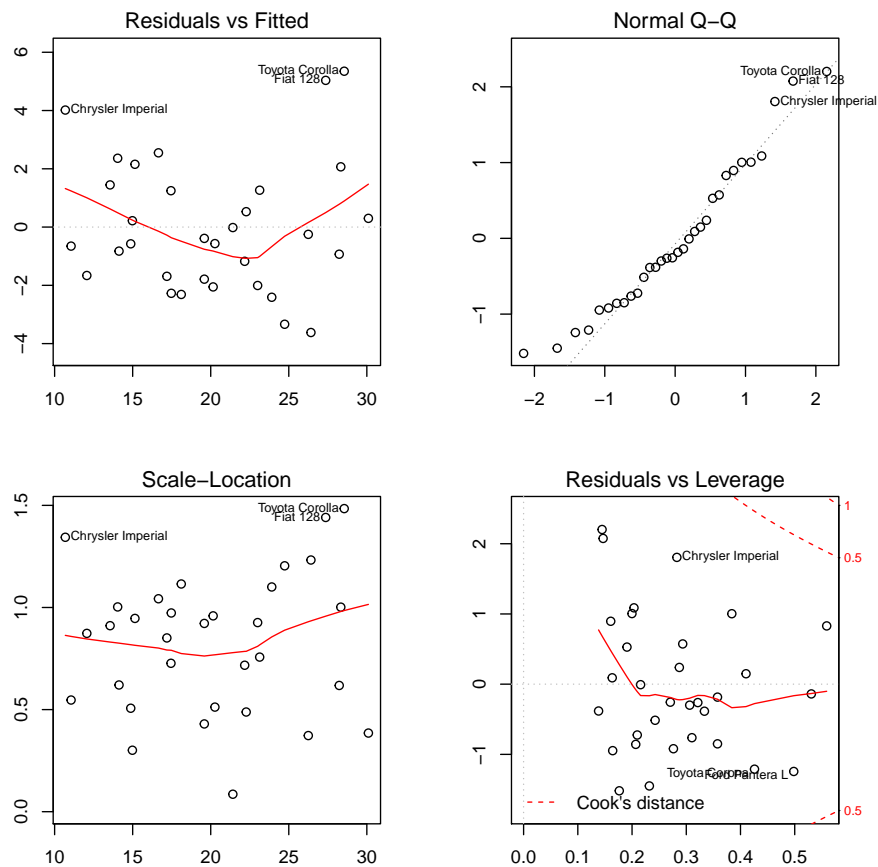 Residuals vs Fitted
6
4
2
0
−2
−4
Toyota Corolla
Fiat 128
Chrysler Imperial
10 15 20 25 30
Normal Q−Q
2
1
0
−1
Toyota Corolla
Fiat 128
Chrysler Imperial
−2 −1 0 1 2
Scale−Location
1.5
1.0
0.5
0.0
Toyota Corolla
Fiat 128
Chrysler Imperial
10 15 20 25 30
Residuals vs Leverage
2
1
0
−1
1
0.5
0.5
Chrysler Imperial
Toyota Corona
Ford Pantera L
Cook's distance
0.0 0.1 0.2 0.3 0.4 0.5